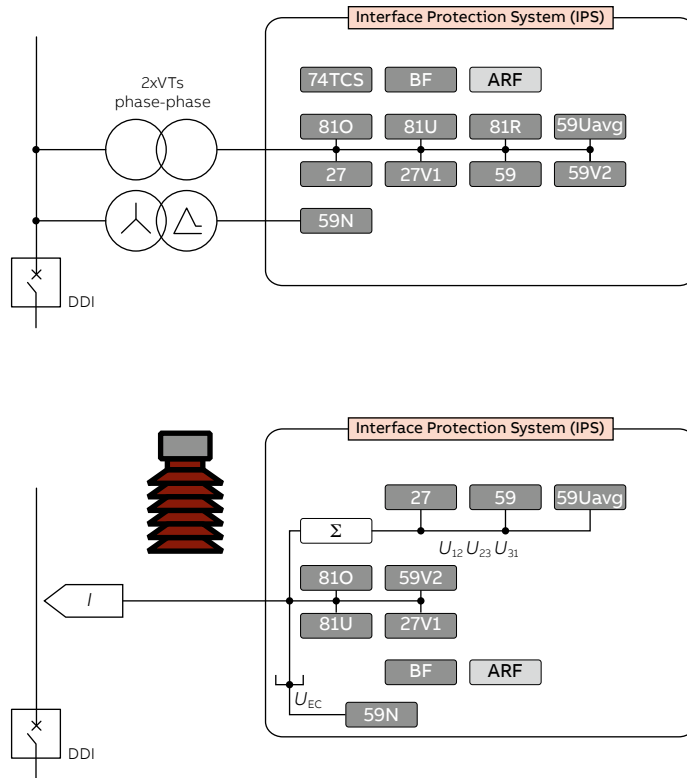 Interface Protection System (IPS)
2xVTs
phase-phase
74TCS BF ARF
81O 81U 81R 59Uavg
27 27V1 59 59V2
59N
DDI
Interface Protection System (IPS)
27 59 59Uavg
Σ
U12 U23 U31
81O 59V2
I
81U 27V1
BF ARF
UEC
59N
DDI